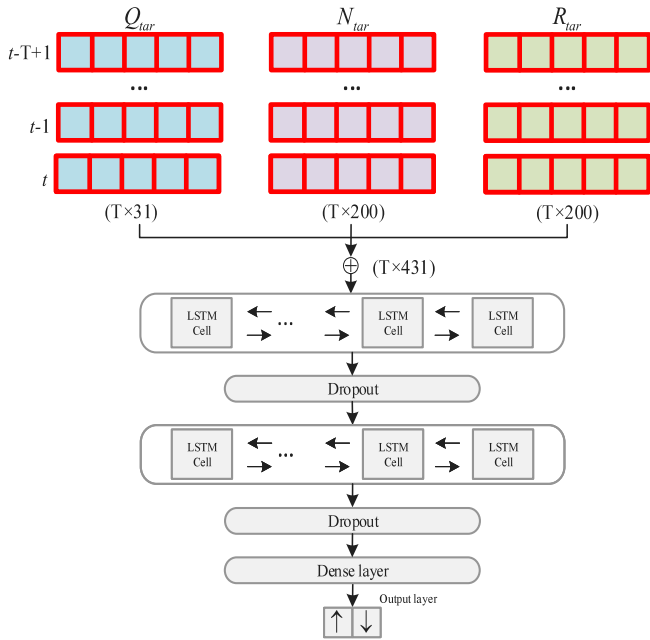 Q_tar N_tar R_tar
t-T+1
...
...
...
t-1
t
(T×31) (T×200) (T×200)
⊕ (T×431)
LSTM Cell ... LSTM Cell LSTM Cell
Dropout
LSTM Cell ... LSTM Cell LSTM Cell
Dropout
Dense layer
Output layer
↑ ↓